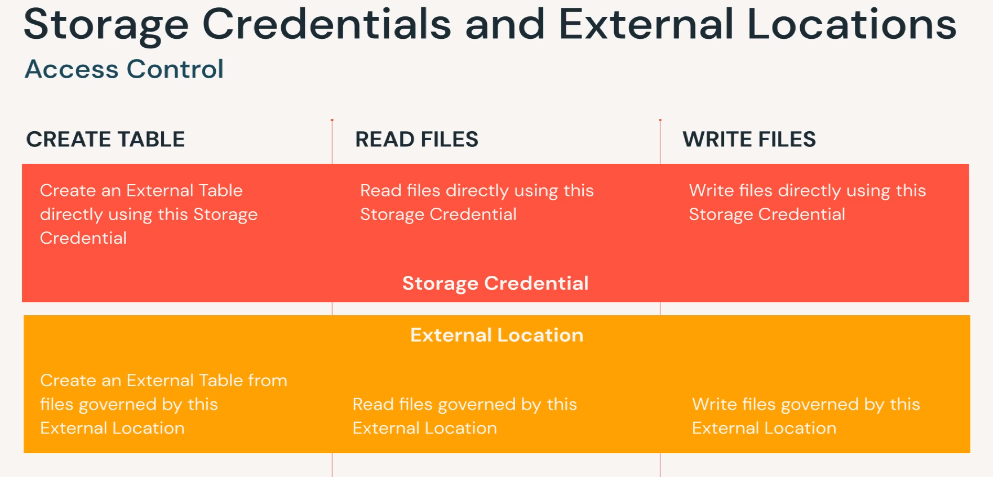 Storage Credentials and External Locations
Access Control
CREATE TABLE
READ FILES
WRITE FILES
Create an External Table
directly using this Storage
Credential
Read files directly using this
Storage Credential
Write files directly using this
Storage Credential
Storage Credential
External Location
Create an External Table from
files governed by this
External Location
Read files governed by this
External Location
Write files governed by this
External Location